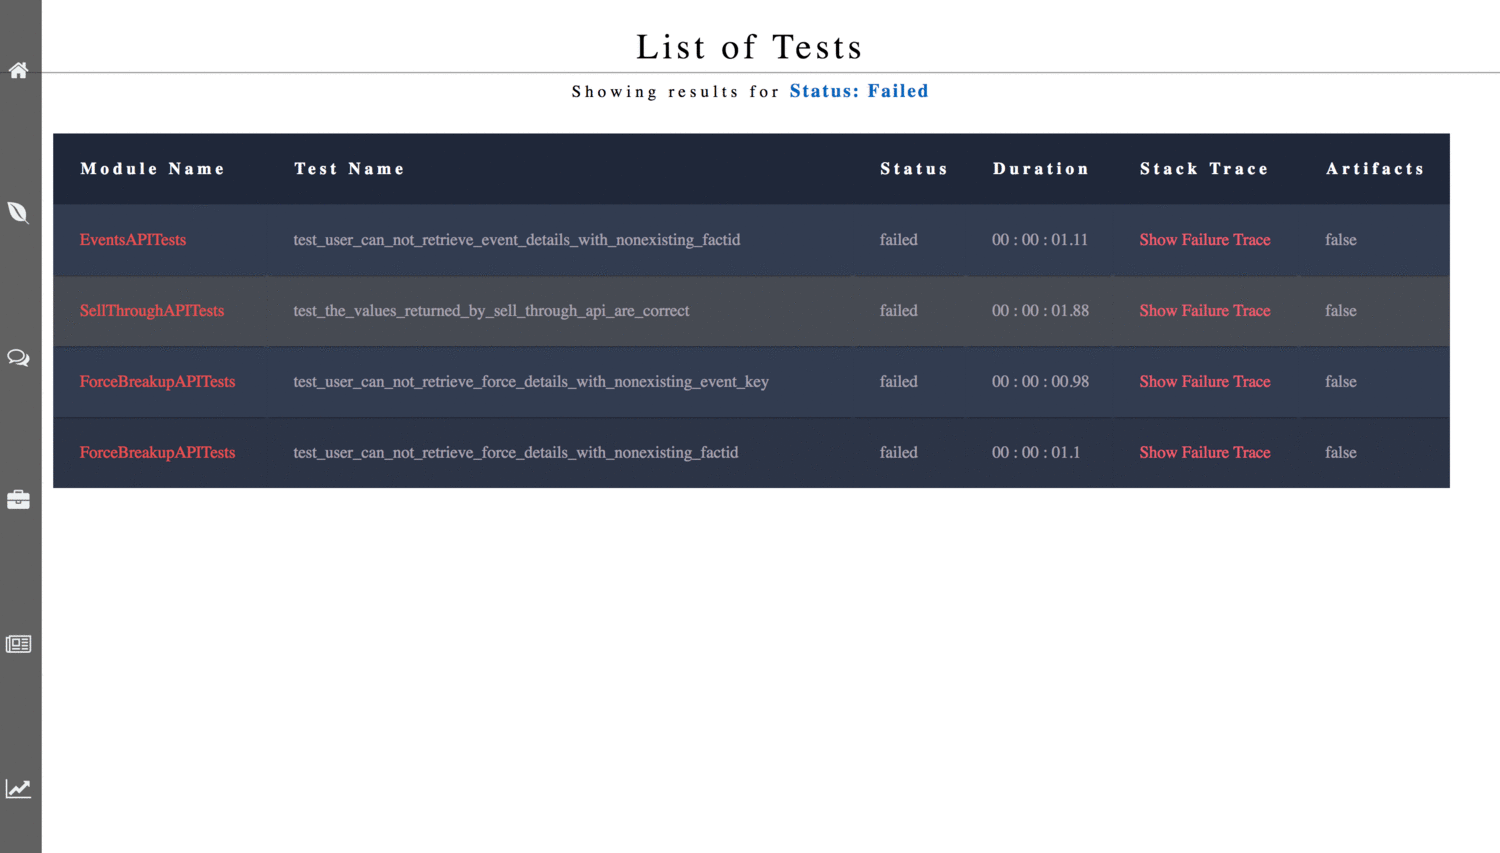 List of Tests
Showing results for Status: Failed
Module Name Test Name Status Duration Stack Trace Artifacts
EventsAPITests test_user_can_not_retrieve_event_details_with_nonexisting_factid failed 00 : 00 : 01.11 Show Failure Trace false
SellThroughAPITests test_the_values_returned_by_sell_through_api_are_correct failed 00 : 00 : 01.88 Show Failure Trace false
ForceBreakupAPITests test_user_can_not_retrieve_force_details_with_nonexisting_event_key failed 00 : 00 : 00.98 Show Failure Trace false
ForceBreakupAPITests test_user_can_not_retrieve_force_details_with_nonexisting_factid failed 00 : 00 : 01.1 Show Failure Trace false